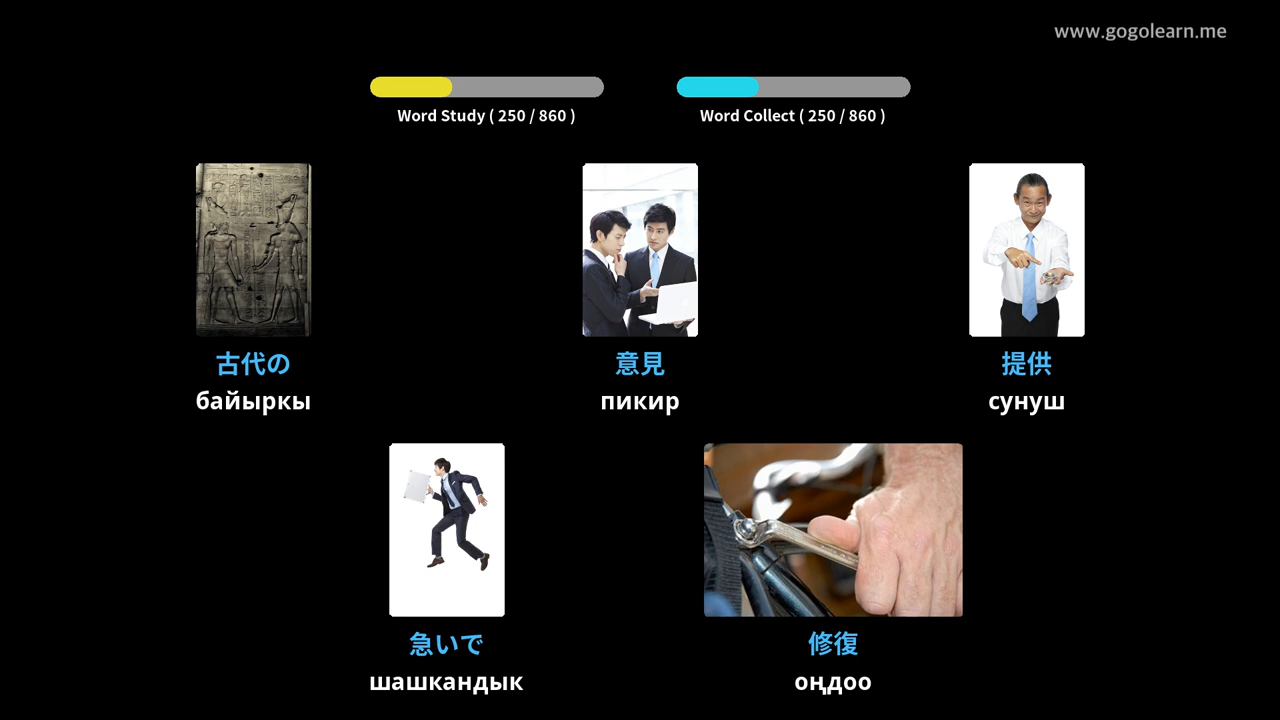 www.gogolearn.me
Word Study ( 250 / 860 )
Word Collect ( 250 / 860 )
古代の
байыркы
意見
пикир
提供
сунуш
急いで
шашкандык
修復
оңдоо